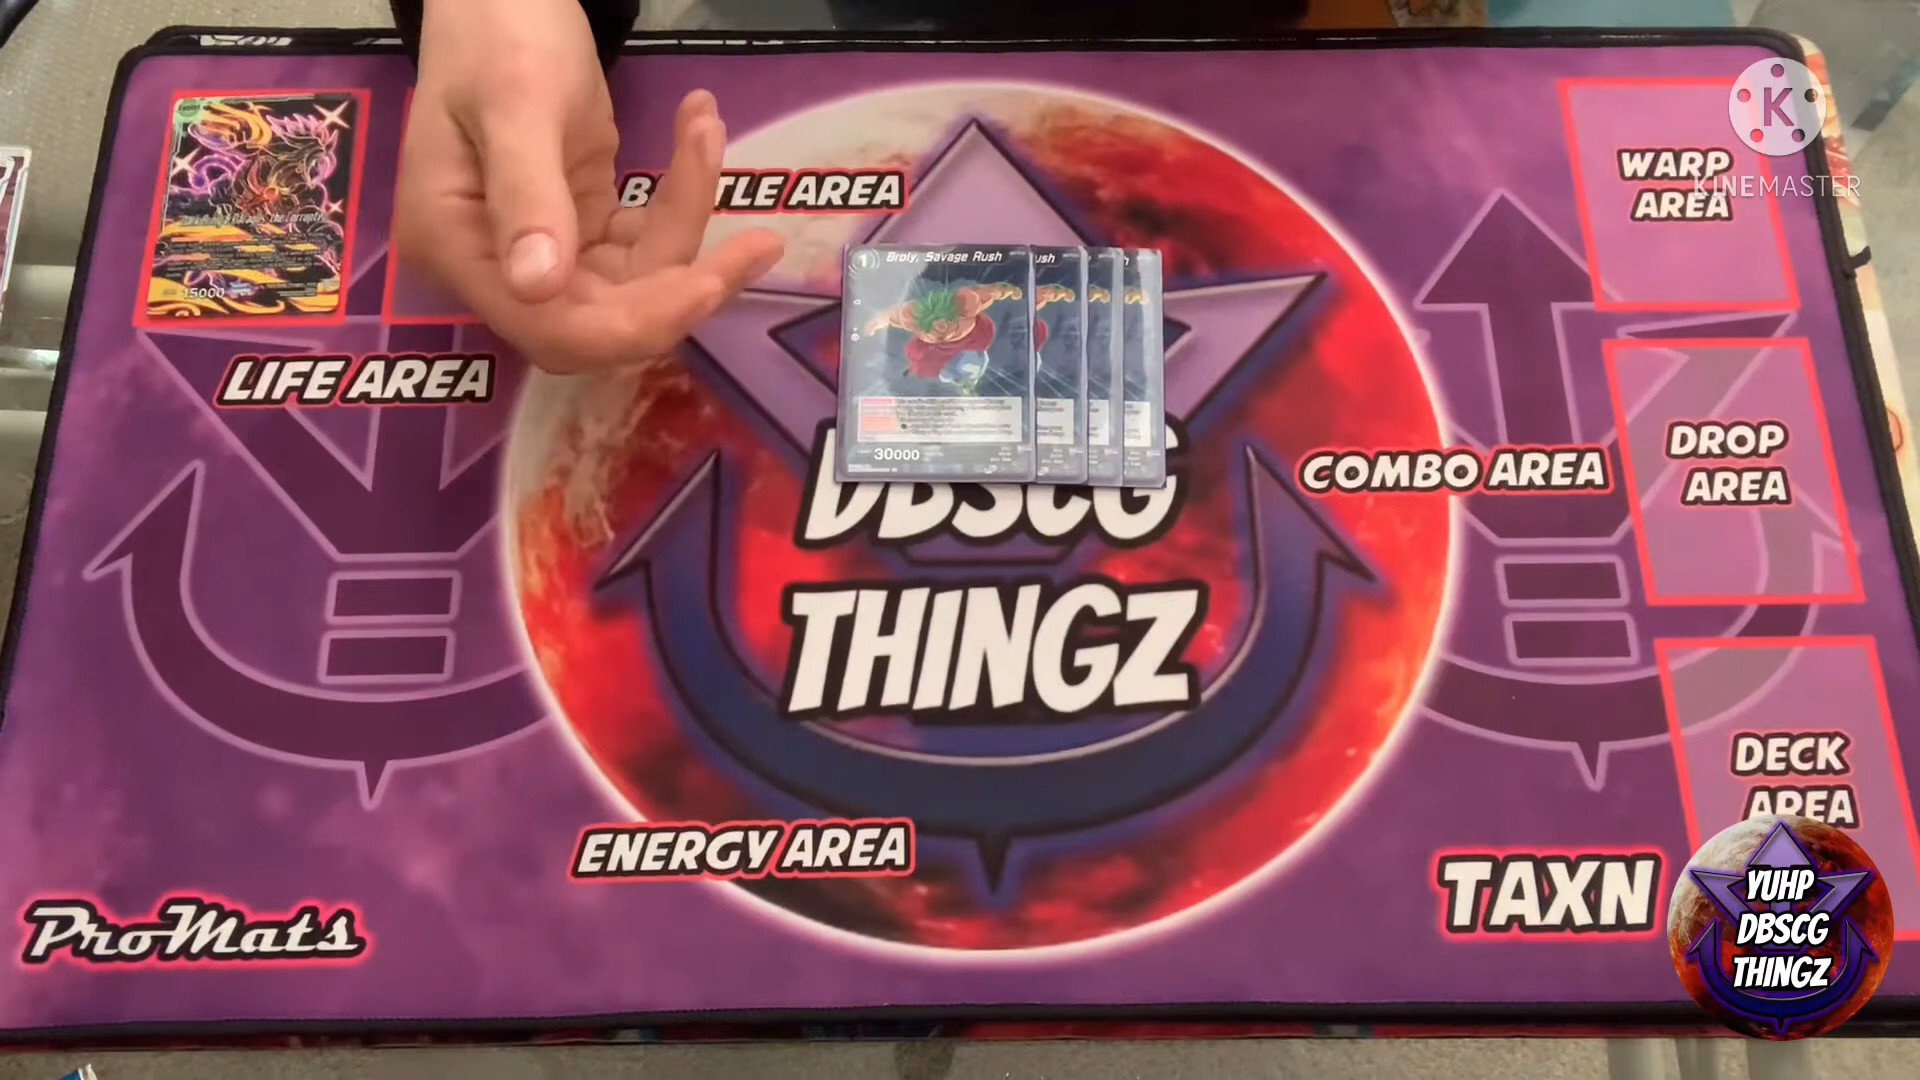 K
KINEMASTER
WARP
AREA
BATTLE AREA
Broly, Savage Rush
ush
h
1
15000
LIFE AREA
30000
DBSCG
THINGZ
COMBO AREA
DROP
AREA
DECK
AREA
ENERGY AREA
TAXN
ProMats
YUHP
DBSCG
THINGZ